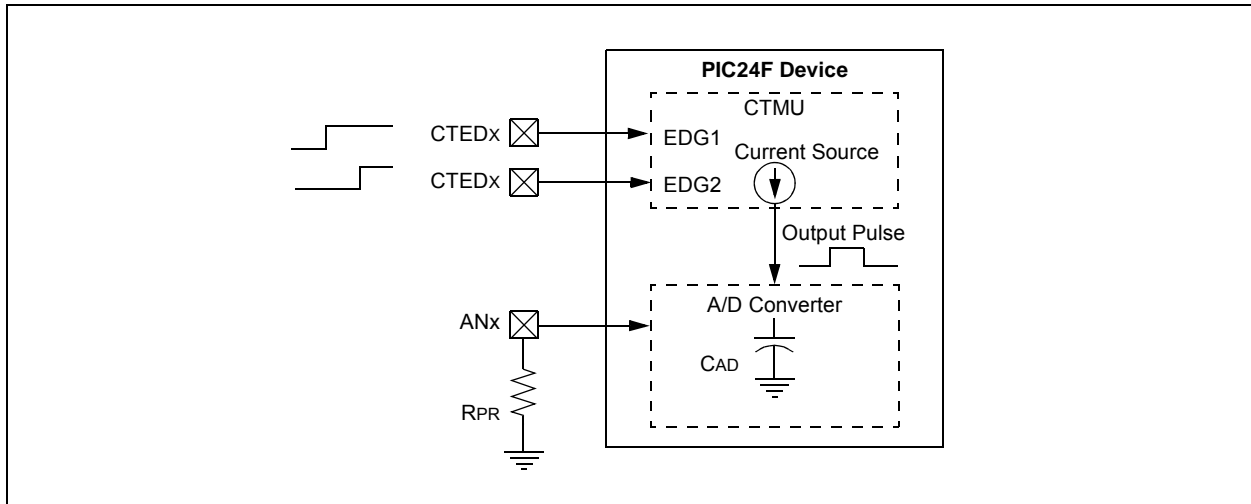 PIC24F Device
CTMU
CTEDX
EDG1
Current Source
CTEDX
EDG2
Output Pulse
A/D Converter
ANx
CAD
RPR